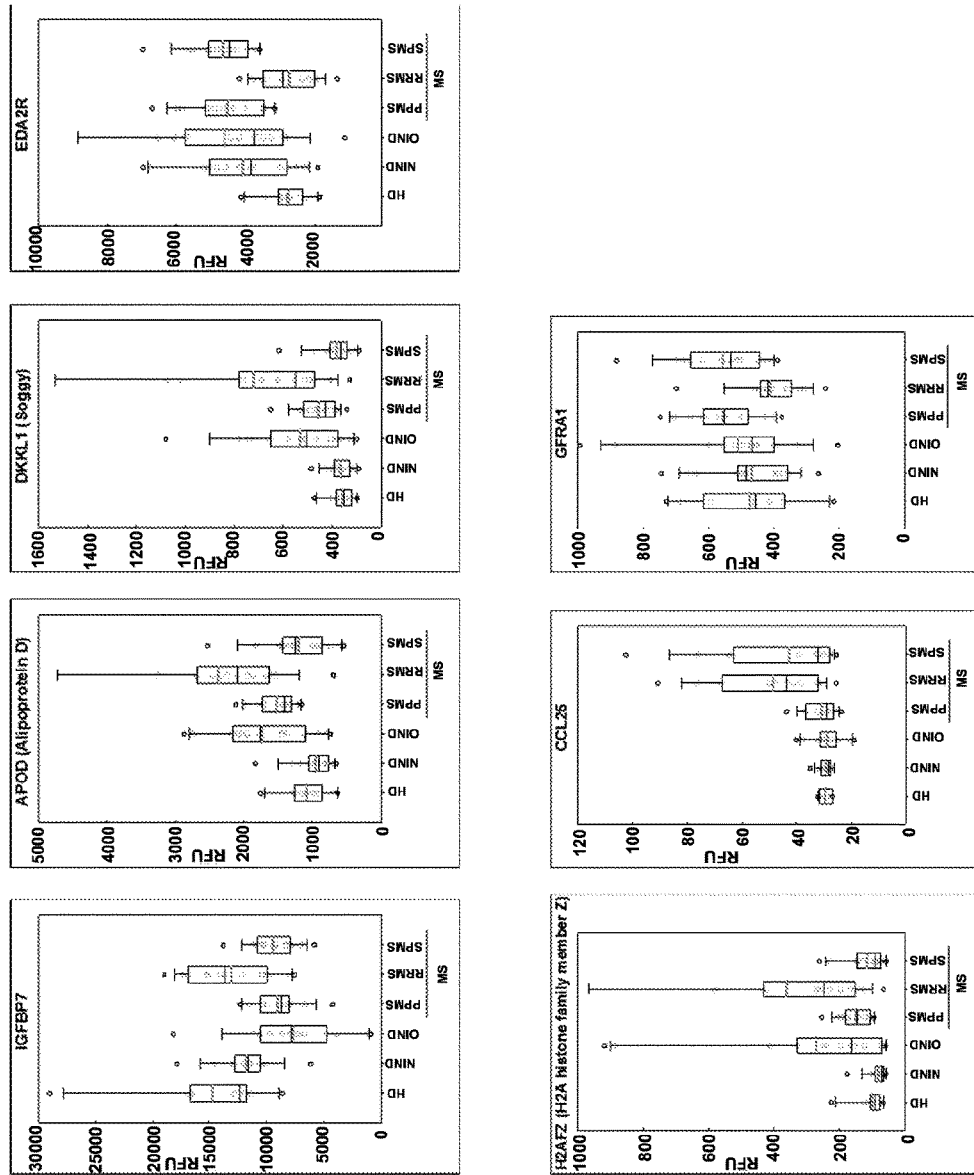 IGFBP7
30000
25000
20000
15000
10000
5000
0
RFU
HD
NIND
OIND
PPMS
RRMS
SPMS
MS
APOD (Alipoprotein D)
5000
4000
3000
2000
1000
0
RFU
HD
NIND
OIND
PPMS
RRMS
SPMS
MS
DKKL1 (Soggy)
1600
1400
1200
1000
800
600
400
200
0
RFU
HD
NIND
OIND
PPMS
RRMS
SPMS
MS
EDA2R
10000
8000
6000
4000
2000
RFU
HD
NIND
OIND
PPMS
RRMS
SPMS
MS
H2AFZ (H2A histone family member Z)
1000
800
600
400
200
0
RFU
HD
NIND
OIND
PPMS
RRMS
SPMS
MS
CCL25
120
100
80
60
40
20
0
RFU
HD
NIND
OIND
PPMS
RRMS
SPMS
MS
GFRA1
1000
800
600
400
200
0
RFU
HD
NIND
OIND
PPMS
RRMS
SPMS
MS